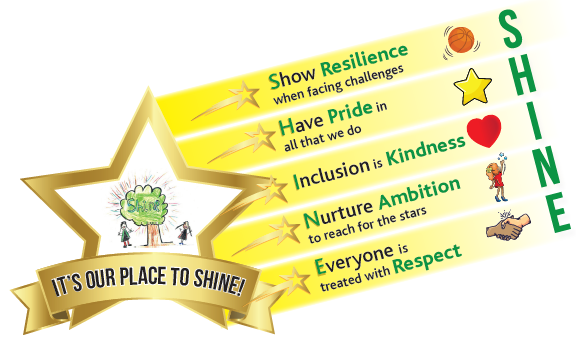 Show Resilience
when facing challenges
Have Pride in
all that we do
Inclusion is Kindness
Nurture Ambition
to reach for the stars
Everyone is
treated with Respect
S
H
I
N
E
Shine
IT'S OUR PLACE TO SHINE!